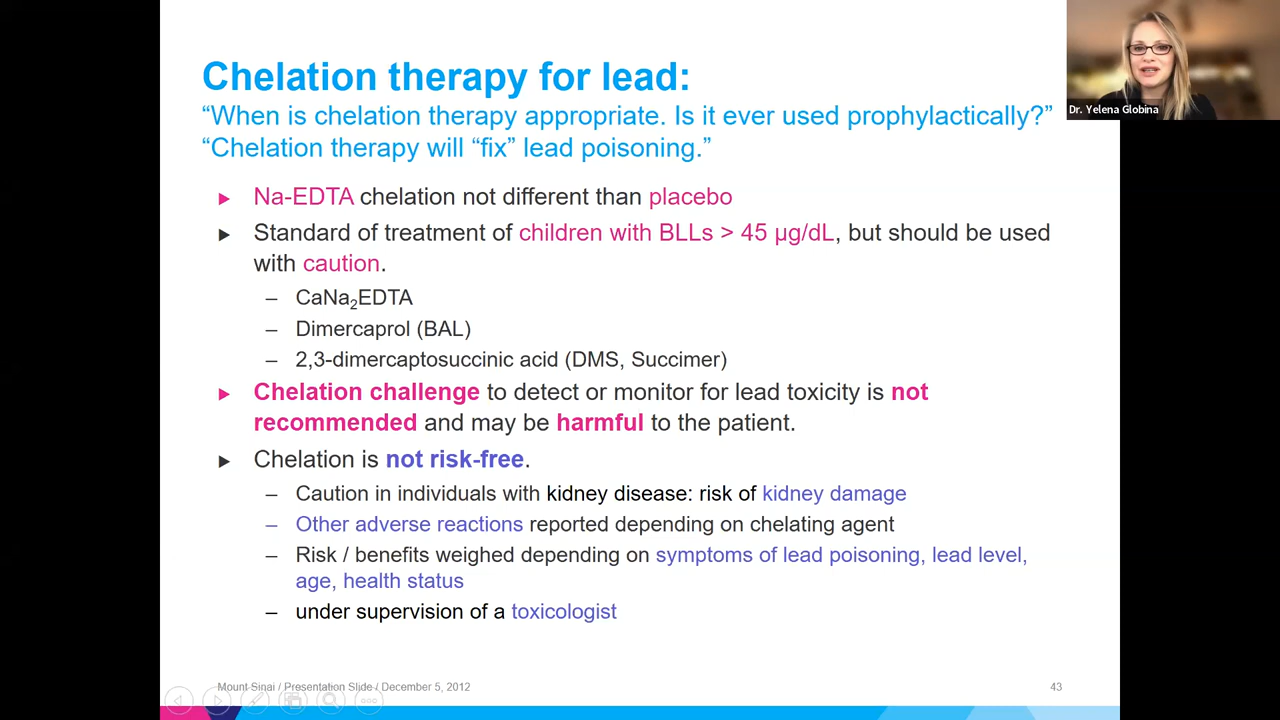 Chelation therapy for lead:
“When is chelation therapy appropriate. Is it ever used prophylactically?”
“Chelation therapy will “fix” lead poisoning.”
Dr. Yelena Globina
Na-EDTA chelation not different than placebo
Standard of treatment of children with BLLs > 45 µg/dL, but should be used
with caution.
– CaNa₂EDTA
– Dimercaprol (BAL)
– 2,3-dimercaptosuccinic acid (DMS, Succimer)
Chelation challenge to detect or monitor for lead toxicity is not
recommended and may be harmful to the patient.
Chelation is not risk-free.
– Caution in individuals with kidney disease: risk of kidney damage
– Other adverse reactions reported depending on chelating agent
– Risk / benefits weighed depending on symptoms of lead poisoning, lead level,
age, health status
– under supervision of a toxicologist
Mount Sinai / Presentation Slide / December 5, 2012
43